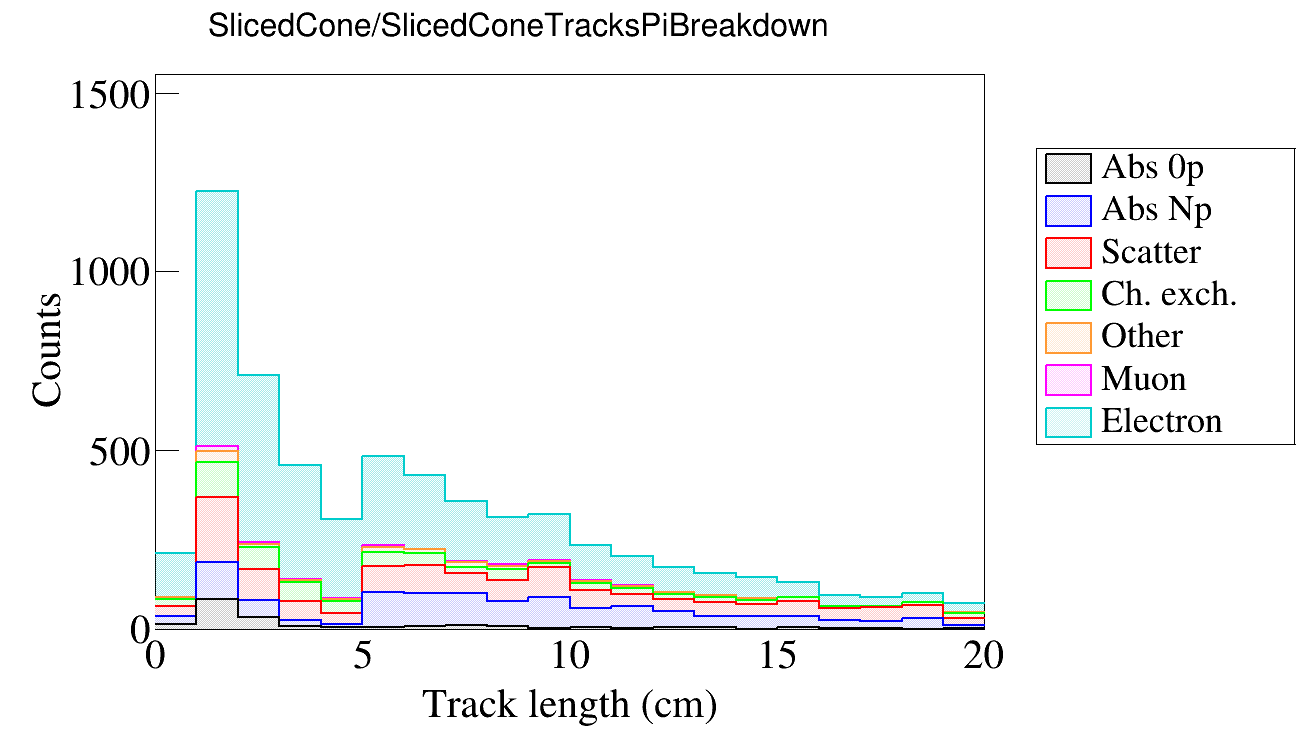 SlicedCone/SlicedConeTracksPiBreakdown
1500
1000
500
0
Counts
0 5 10 15 20
Track length (cm)
Abs 0p
Abs Np
Scatter
Ch. exch.
Other
Muon
Electron